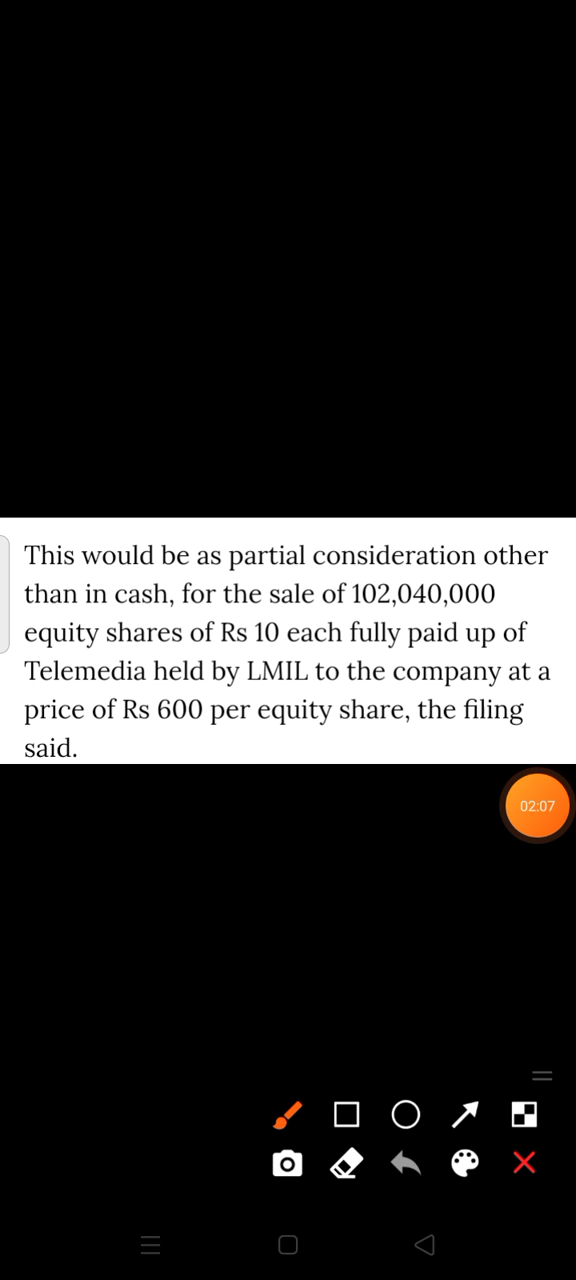 This would be as partial consideration other
than in cash, for the sale of 102,040,000
equity shares of Rs 10 each fully paid up of
Telemedia held by LMIL to the company at a
price of Rs 600 per equity share, the filing
said.
02:07